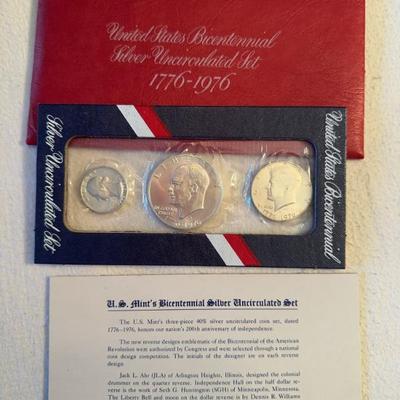 United States Bicentennial
Silver Uncirculated Set
1776-1976
Silver Uncirculated Set
United States Bicentennial
LIBERTY
1776-1976
1776-1976
U.S. Mint's Bicentennial Silver Uncirculated Set
The U.S. Mint's three-piece 40% silver uncirculated coin set, dated
1776-1976, honors our nation's 200th anniversary of independence.
The new reverse designs emblematic of the Bicentennial of the American
Revolution were authorized by Congress and were selected through a national
coin design competition. The initials of the designer are on each reverse
design.
Jack L. Ahr (JLA) of Arlington Heights, Illinois, designed the colonial
drummer on the quarter reverse. Independence Hall on the half dollar re-
verse is the work of Seth G. Huntington (SGH) of Minneapolis, Minnesota.
The Liberty Bell and moon on the dollar reverse is by Dennis R. Williams